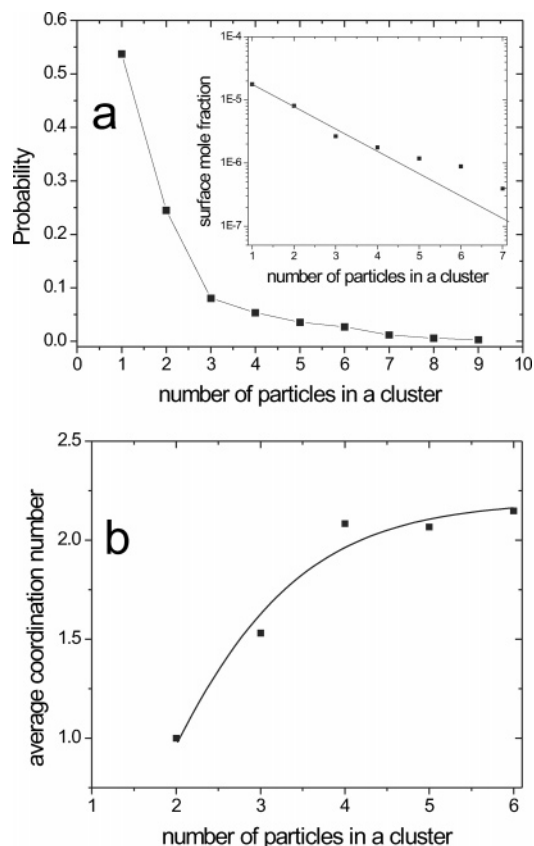 0.6
0.5
0.4
0.3
0.2
0.1
0.0
Probability
a
1E-4
1E-5
1E-6
1E-7
surface mole fraction
1 2 3 4 5 6 7
number of particles in a cluster
0 1 2 3 4 5 6 7 8 9 10
number of particles in a cluster
2.5
2.0
1.5
1.0
average coordination number
b
1 2 3 4 5 6
number of particles in a cluster